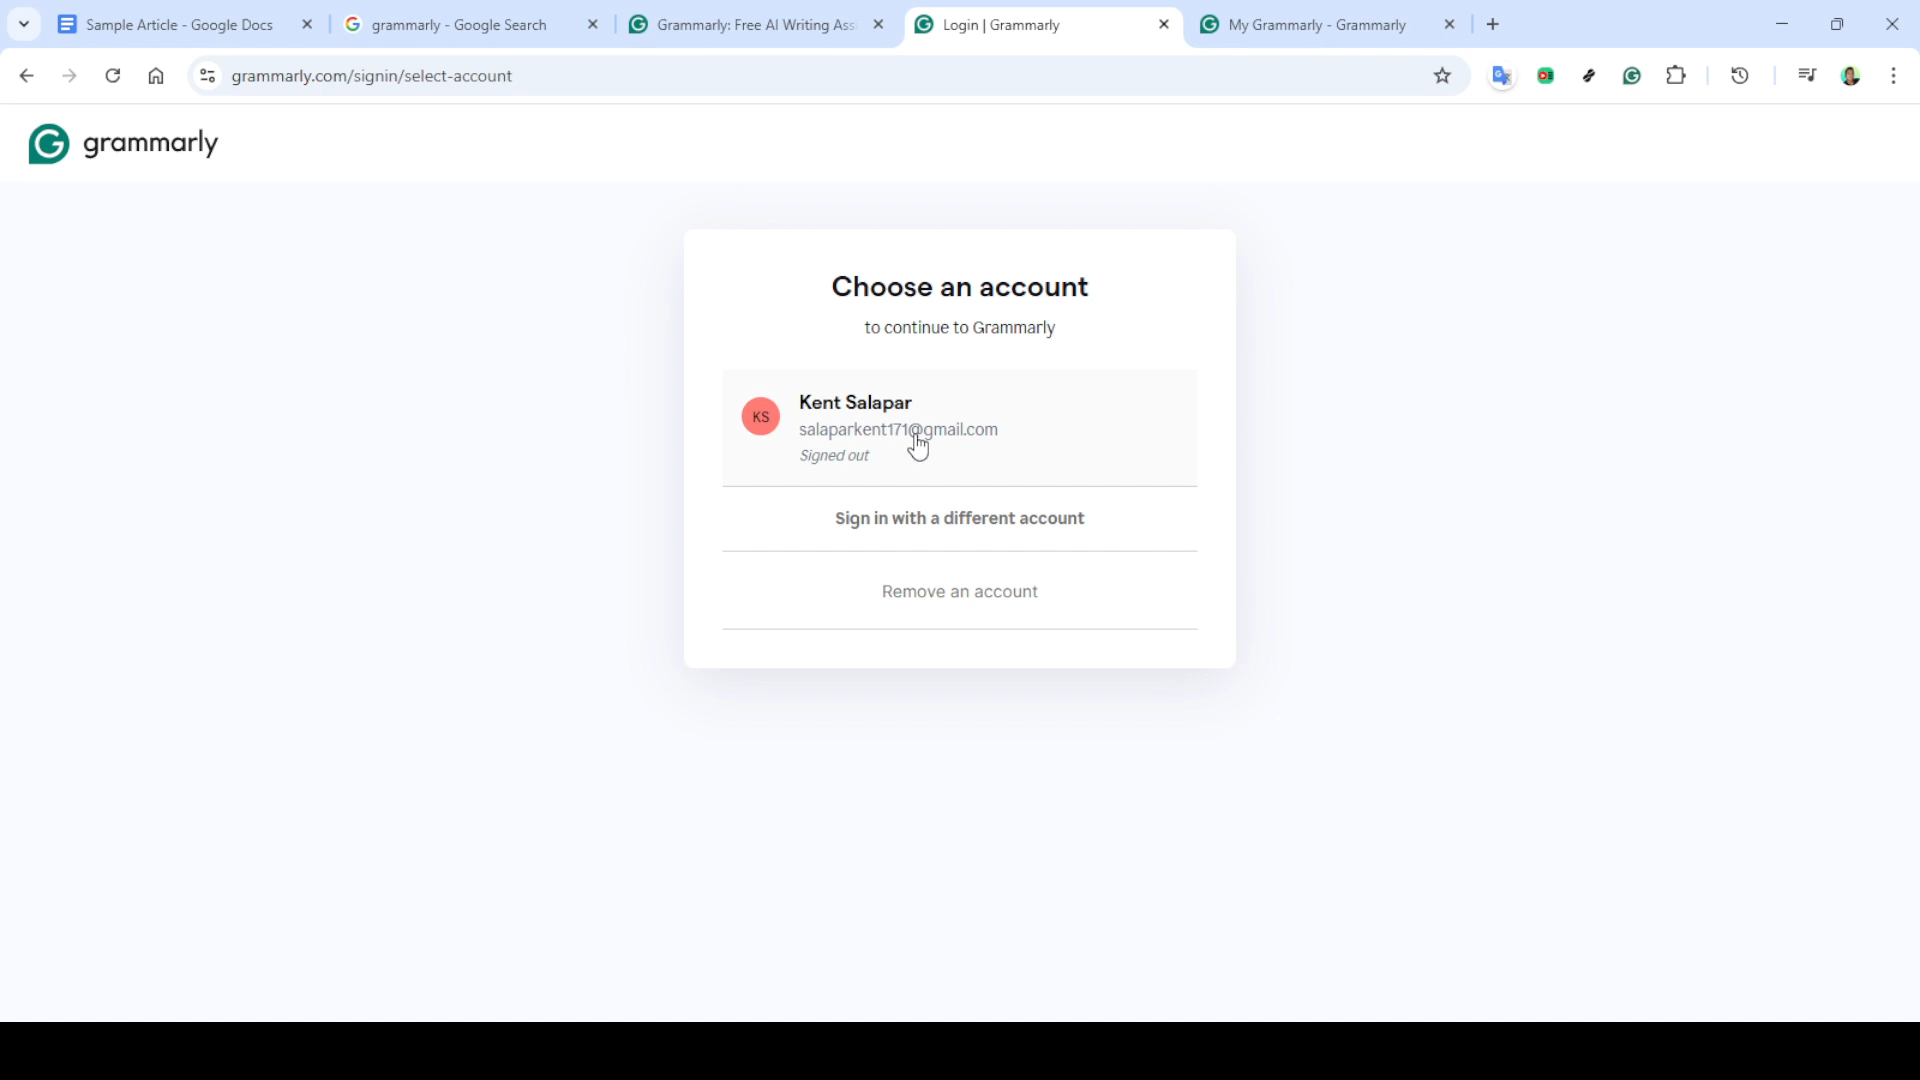 Sample Article - Google Docs
grammarly - Google Search
Grammarly: Free AI Writing Ass
Login | Grammarly
My Grammarly - Grammarly
grammarly.com/signin/select-account
grammarly
Choose an account
to continue to Grammarly
KS
Kent Salapar
salaparkent171@gmail.com
Signed out
Sign in with a different account
Remove an account